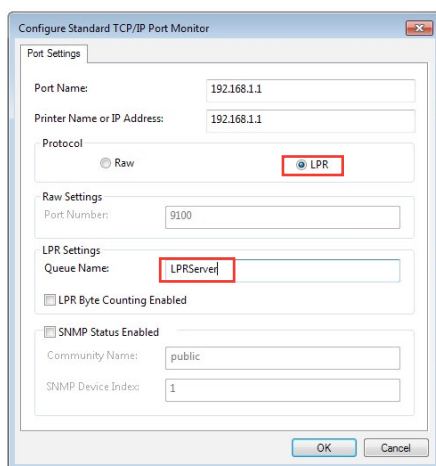 Configure Standard TCP/IP Port Monitor
Port Settings
Port Name: 192.168.1.1
Printer Name or IP Address: 192.168.1.1
Protocol
Raw LPR
Raw Settings
Port Number: 9100
LPR Settings
Queue Name: LPRServer
LPR Byte Counting Enabled
SNMP Status Enabled
Community Name: public
SNMP Device Index: 1
OK Cancel